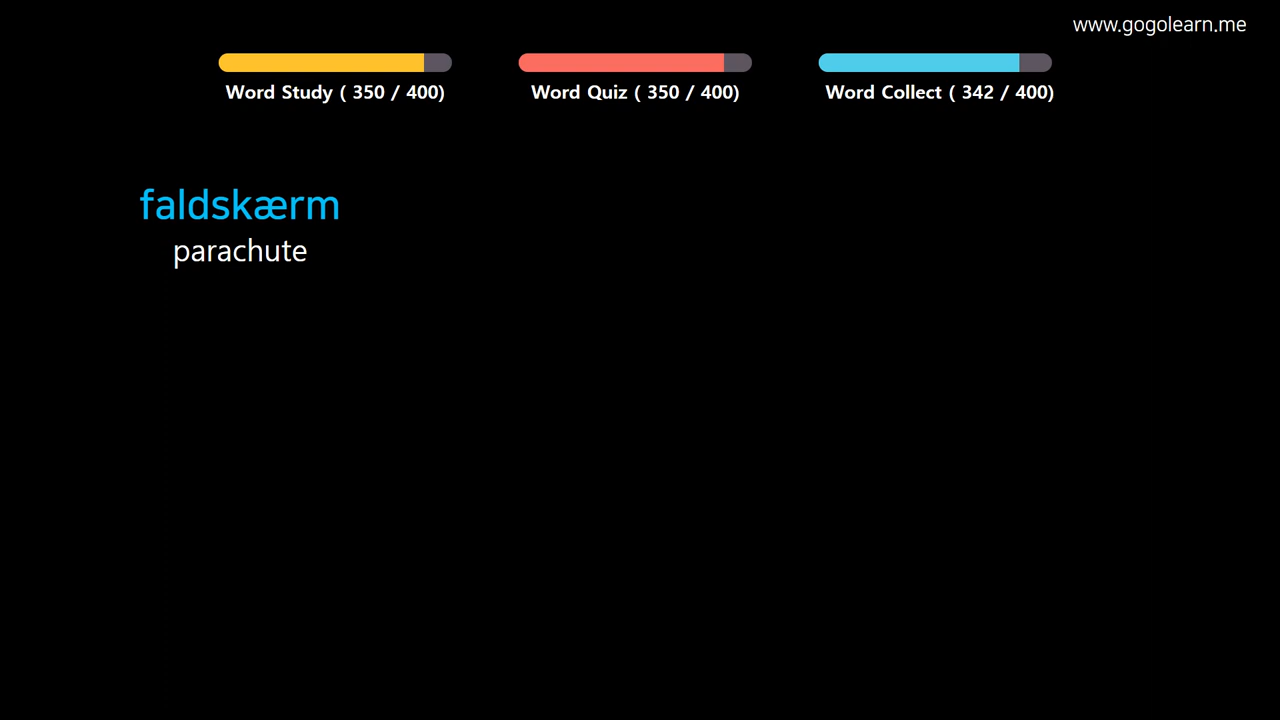 www.gogolearn.me
Word Study ( 350 / 400)
Word Quiz ( 350 / 400)
Word Collect ( 342 / 400)
faldskærm
parachute